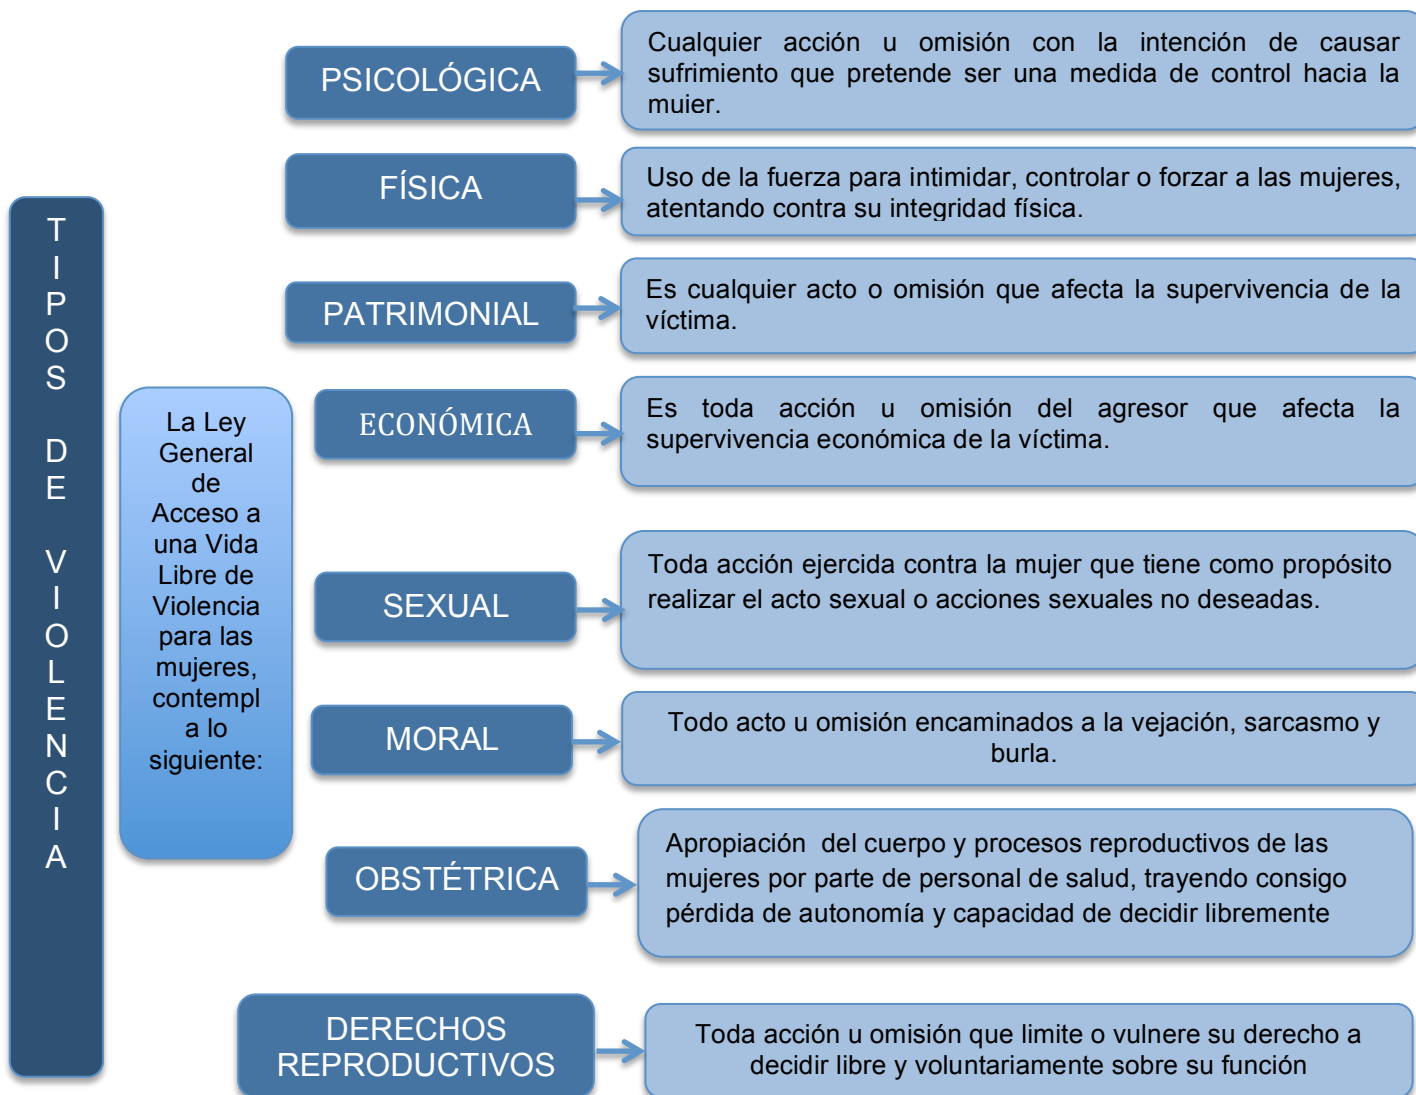 TIPOS DE VIOLENCIA
La Ley
General
de
Acceso a
una Vida
Libre de
Violencia
para las
mujeres,
contempl
a lo
siguiente:
PSICOLÓGICA
Cualquier acción u omisión con la intención de causar
sufrimiento que pretende ser una medida de control hacia la
mujer.
FÍSICA
Uso de la fuerza para intimidar, controlar o forzar a las mujeres,
atentando contra su integridad física.
PATRIMONIAL
Es cualquier acto o omisión que afecta la supervivencia de la
víctima.
ECONÓMICA
Es toda acción u omisión del agresor que afecta la
supervivencia económica de la víctima.
SEXUAL
Toda acción ejercida contra la mujer que tiene como propósito
realizar el acto sexual o acciones sexuales no deseadas.
MORAL
Todo acto u omisión encaminados a la vejación, sarcasmo y
burla.
OBSTÉTRICA
Apropiación del cuerpo y procesos reproductivos de las
mujeres por parte de personal de salud, trayendo consigo
pérdida de autonomía y capacidad de decidir libremente
DERECHOS
REPRODUCTIVOS
Toda acción u omisión que limite o vulnere su derecho a
decidir libre y voluntariamente sobre su función